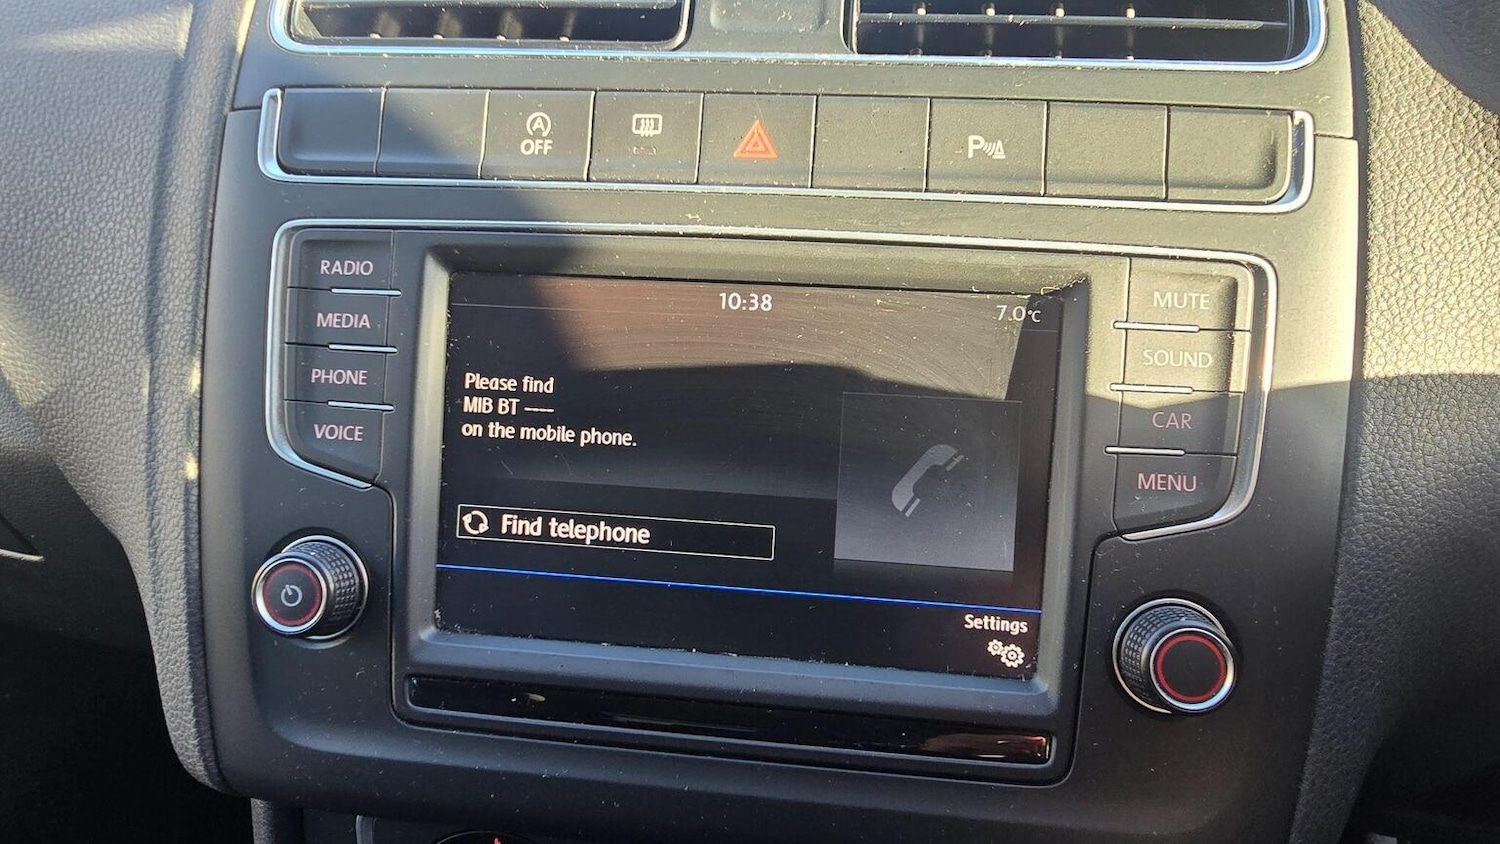 OFF
P
RADIO
MEDIA
PHONE
VOICE
10:38
7.0°C
Please find
MIB BT ----
on the mobile phone.
Find telephone
Settings
MUTE
SOUND
CAR
MENU